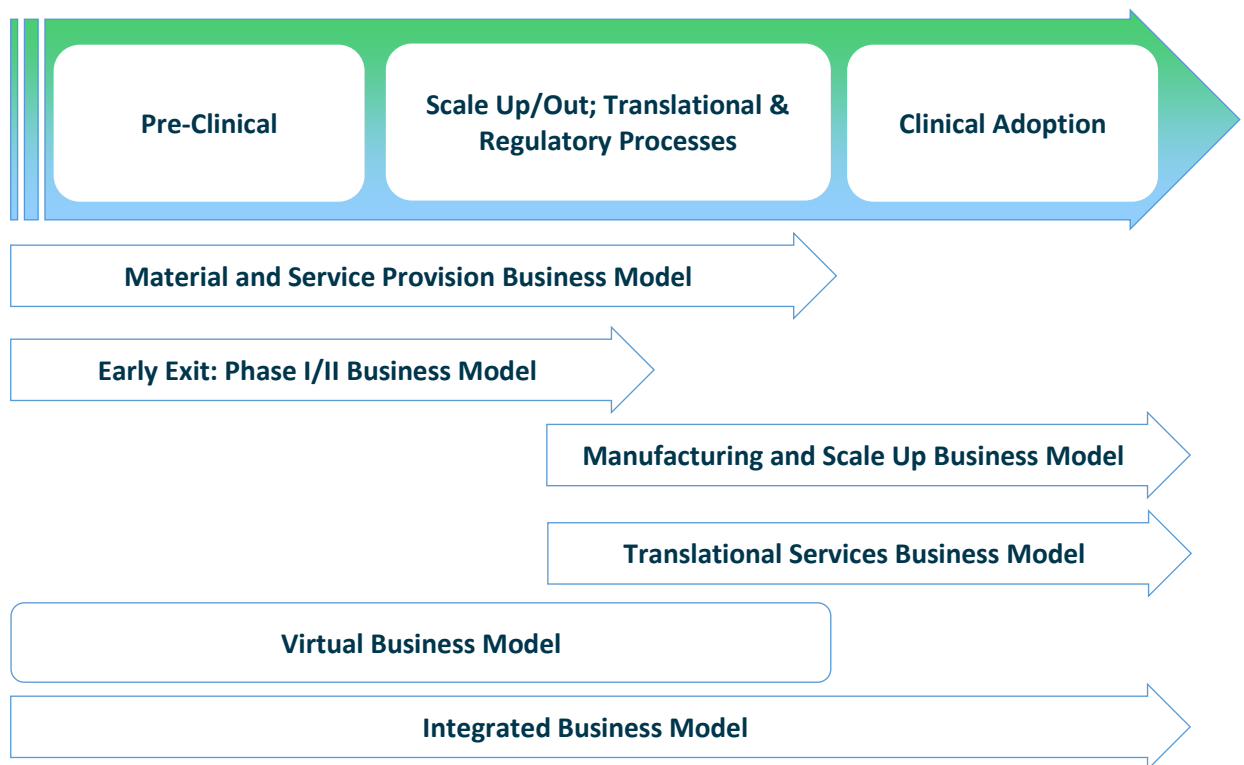 Pre-Clinical
Scale Up/Out; Translational &
Regulatory Processes
Clinical Adoption
Material and Service Provision Business Model
Early Exit: Phase I/II Business Model
Manufacturing and Scale Up Business Model
Translational Services Business Model
Virtual Business Model
Integrated Business Model